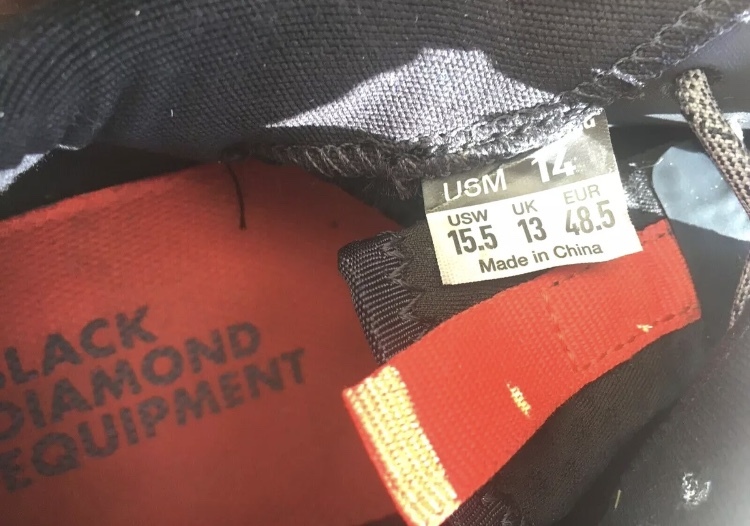 USM 14
USW UK EUR
15.5 13 48.5
Made in China
BLACK
DIAMOND
EQUIPMENT